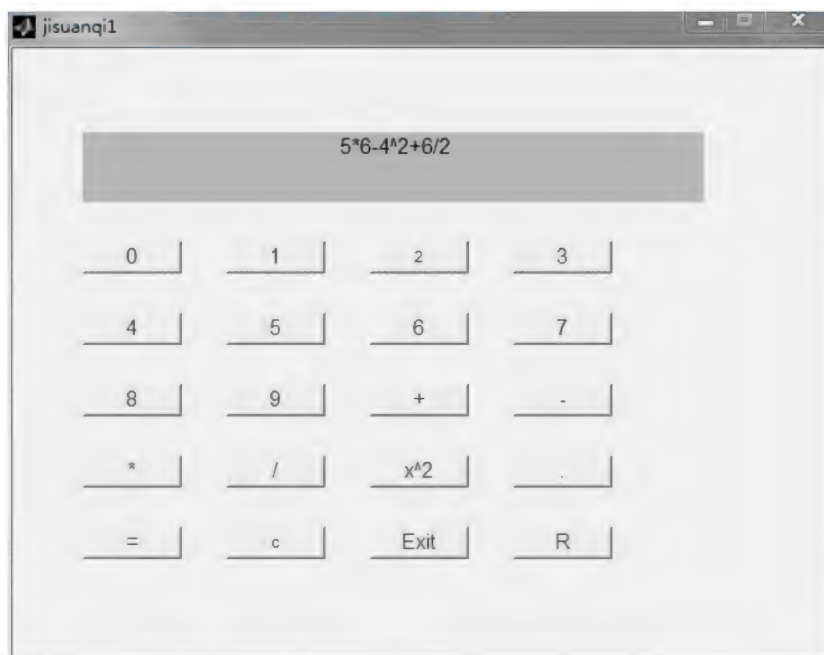 jisuanqi1
5*6-4^2+6/2
0 1 2 3
4 5 6 7
8 9 + -
* / x^2 .
= c Exit R